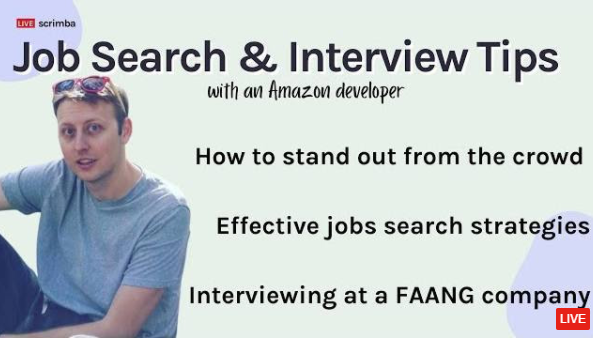 LIVE scrimba
Job Search & Interview Tips
with an Amazon developer
How to stand out from the crowd
Effective jobs search strategies
Interviewing at a FAANG company
LIVE